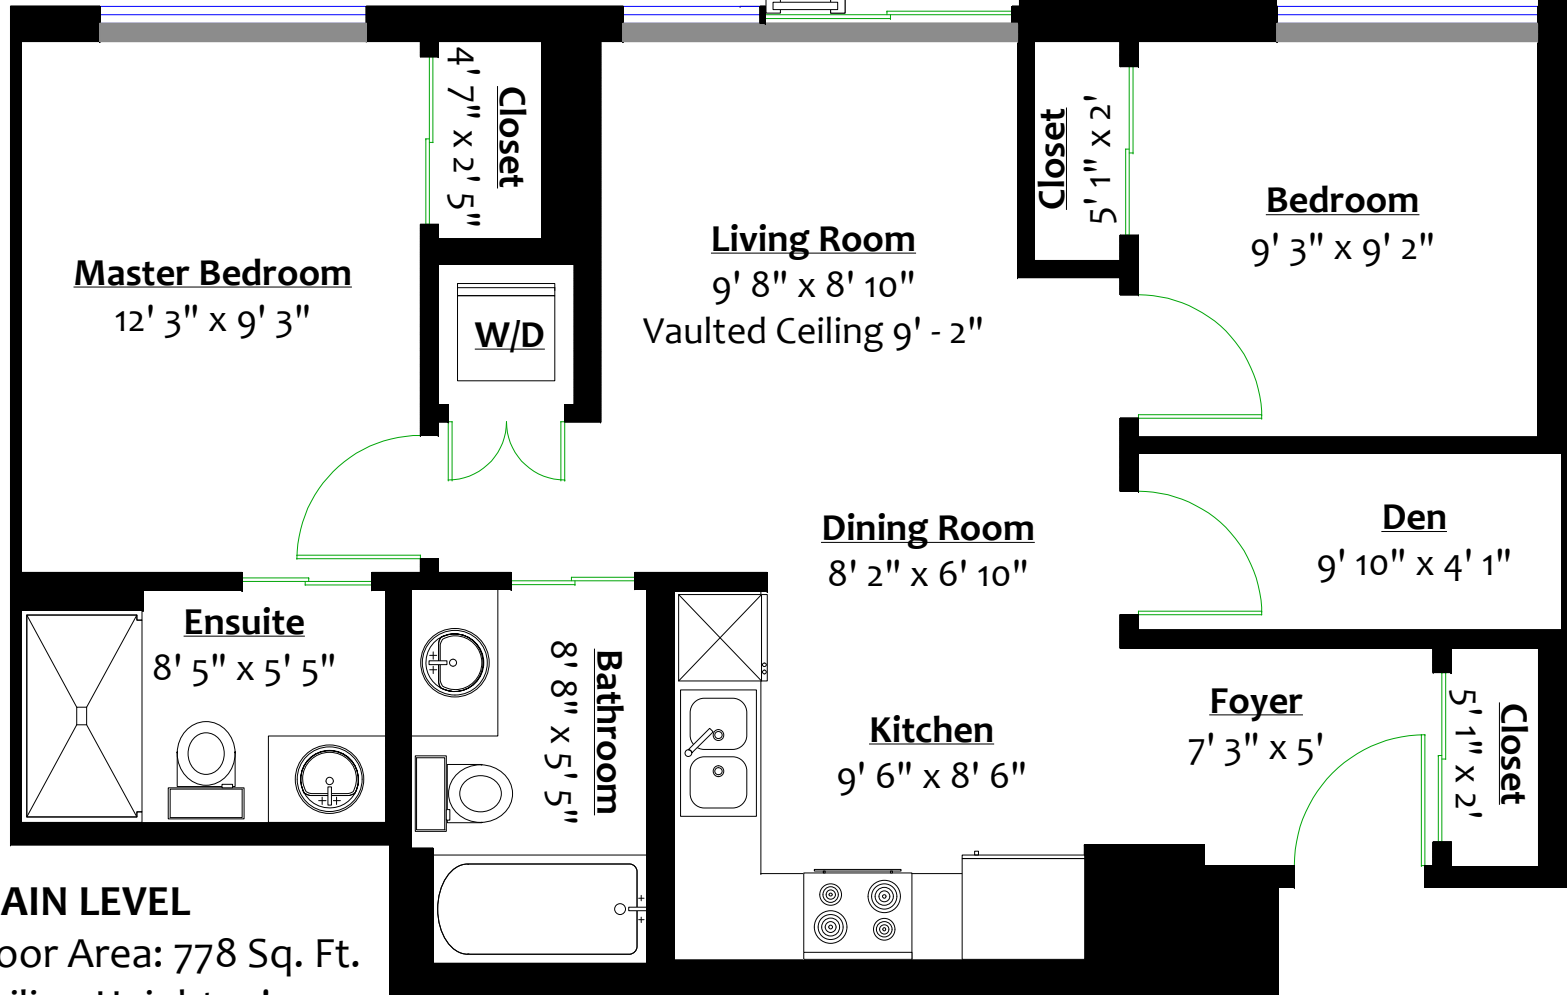 Closet
4' 7" x 2' 5"
Closet
5' 1" x 2'
Bedroom
9' 3" x 9' 2"
Living Room
9' 8" x 8' 10"
Vaulted Ceiling 9' - 2"
Master Bedroom
12' 3" x 9' 3"
W/D
Dining Room
8' 2" x 6' 10"
Den
9' 10" x 4' 1"
Ensuite
8' 5" x 5' 5"
Bathroom
8' 8" x 5' 5"
Kitchen
9' 6" x 8' 6"
Foyer
7' 3" x 5'
Closet
5' 1" x 2'
AIN LEVEL
oor Area: 778 Sq. Ft.